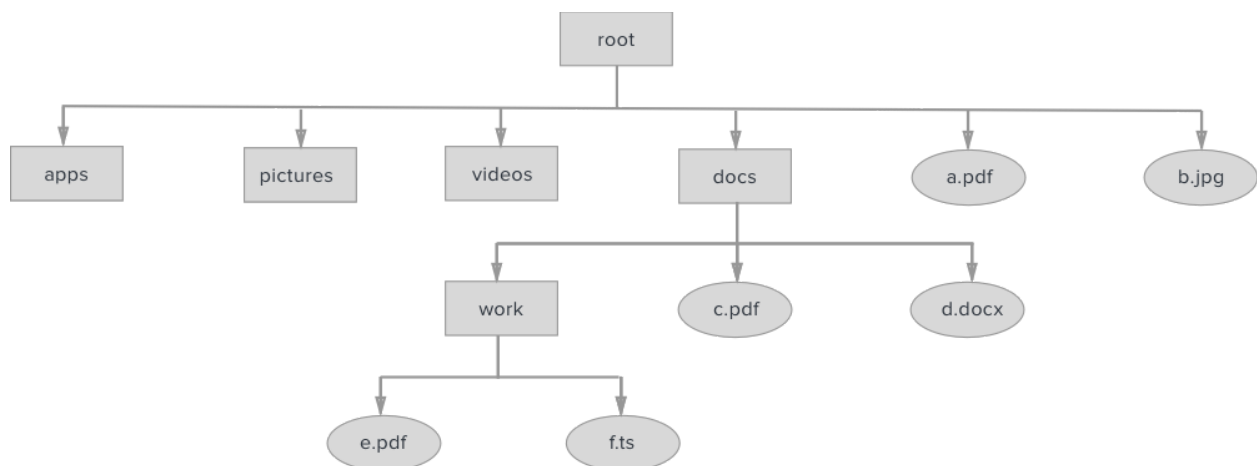 root
apps
pictures
videos
docs
a.pdf
b.jpg
work
c.pdf
d.docx
e.pdf
f.ts